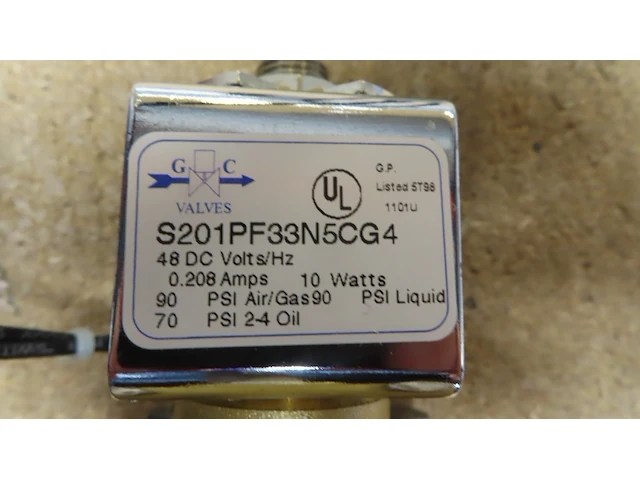 G C
VALVES
UL
G.P.
Listed 5T98
1101U
S201PF33N5CG4
48 DC Volts/Hz
0.208 Amps 10 Watts
90 PSI Air/Gas90 PSI Liquid
70 PSI 2-4 Oil